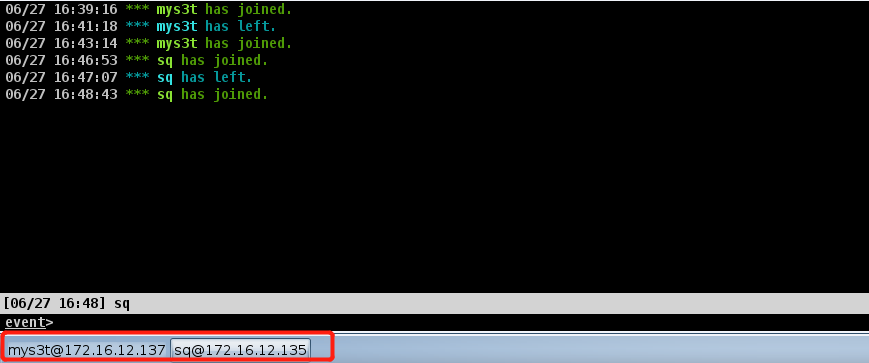 06/27 16:39:16 *** mys3t has joined.
06/27 16:41:18 *** mys3t has left.
06/27 16:43:14 *** mys3t has joined.
06/27 16:46:53 *** sq has joined.
06/27 16:47:07 *** sq has left.
06/27 16:48:43 *** sq has joined.
[06/27 16:48] sq
event>
mys3t@172.16.12.137 sq@172.16.12.135